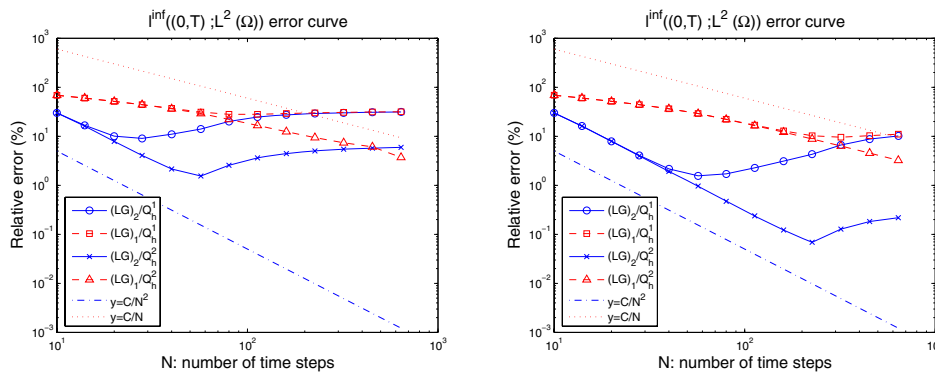 l^inf((0,T) ;L^2 (Ω)) error curve
Relative error (%)
10^3
10^2
10^1
10^0
10^-1
10^-2
10^-3
(LG)_2/Q_h^1
(LG)_1/Q_h^1
(LG)_2/Q_h^2
(LG)_1/Q_h^2
y=C/N^2
y=C/N
10^1
10^2
10^3
N: number of time steps
l^inf((0,T) ;L^2 (Ω)) error curve
Relative error (%)
10^3
10^2
10^1
10^0
10^-1
10^-2
10^-3
(LG)_2/Q_h^1
(LG)_1/Q_h^1
(LG)_2/Q_h^2
(LG)_1/Q_h^2
y=C/N^2
y=C/N
10^1
10^2
10^3
N: number of time steps